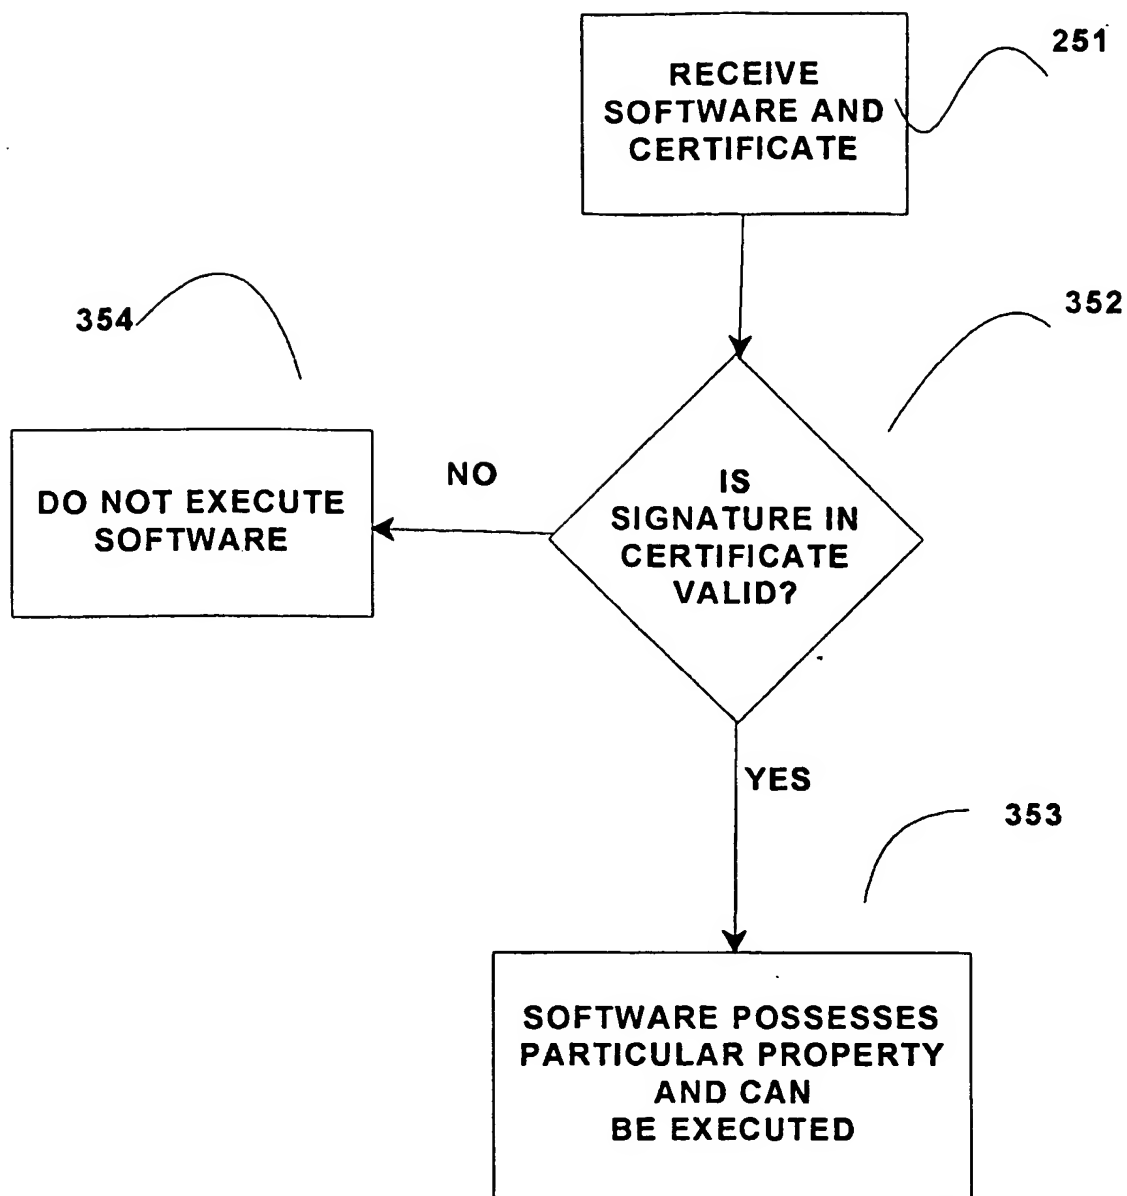 251
RECEIVE
SOFTWARE AND
CERTIFICATE
352
354
NO
DO NOT EXECUTE
SOFTWARE
IS
SIGNATURE IN
CERTIFICATE
VALID?
YES
353
SOFTWARE POSSESSES
PARTICULAR PROPERTY
AND CAN
BE EXECUTED